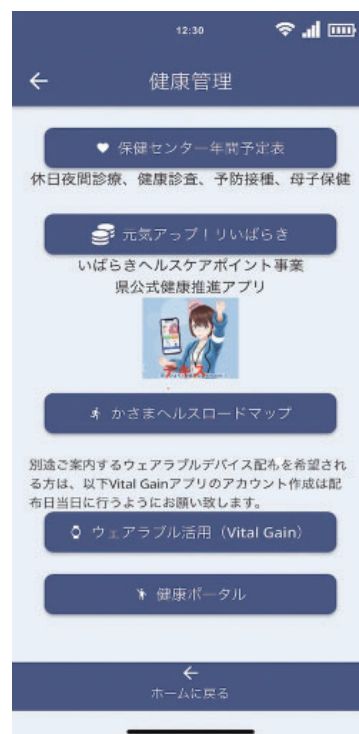 12:30
健康管理
保健センター年間予定表
休日夜間診療、健康診査、予防接種、母子保健
元気アっプ！リいばらき
いばらきヘルスケアポイント事業
県公式健康推進アプリ
かさまヘルスロードマップ
別途ご案内するウェアラブルデバイス配布を希望され
る方は、以下Vital Gainアプリのアカウント作成は配
布日当日に行うようにお願い致します。
ウェアラブル活用（Vital Gain）
健康ポータル
ホームに戻る